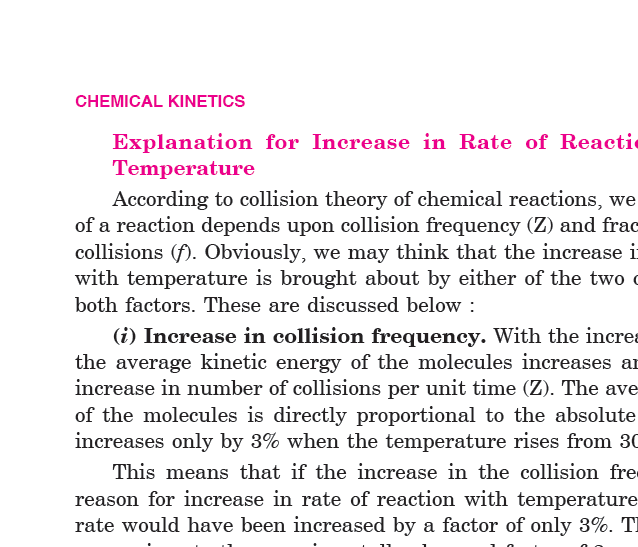 CHEMICAL KINETICS
Explanation for Increase in Rate of Reacti
Temperature
According to collision theory of chemical reactions, we
of a reaction depends upon collision frequency (Z) and frac
collisions (f). Obviously, we may think that the increase i
with temperature is brought about by either of the two
both factors. These are discussed below :
(i) Increase in collision frequency. With the increa
the average kinetic energy of the molecules increases a
increase in number of collisions per unit time (Z). The ave
of the molecules is directly proportional to the absolute
increases only by 3% when the temperature rises from 30
This means that if the increase in the collision fre
reason for increase in rate of reaction with temperature
rate would have been increased by a factor of only 3%. T